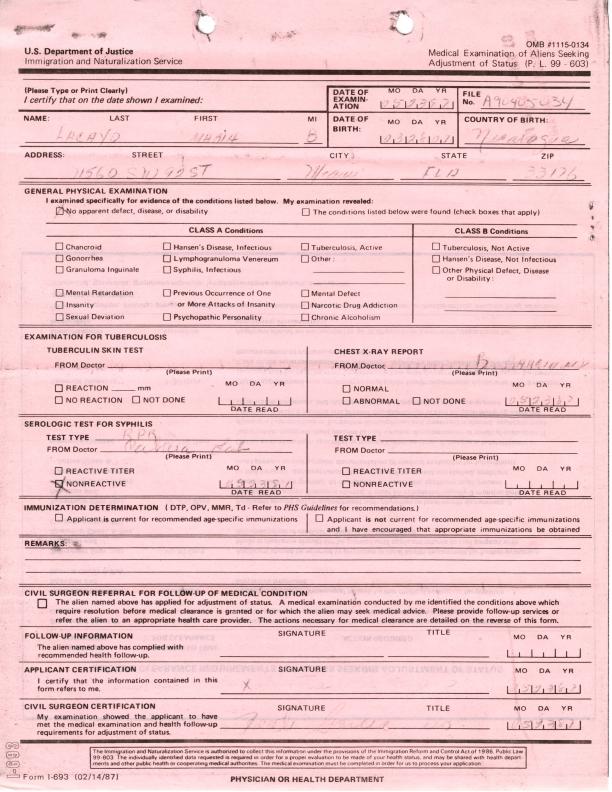 OMB #1115-0134
U.S. Department of Justice
Immigration and Naturalization Service
Medical Examination of Aliens Seeking
Adjustment of Status (P. L. 99 - 603)
(Please Type or Print Clearly)
I certify that on the date shown I examined:
DATE OF EXAMINATION
MO DA YR
FILE No. A90405034
NAME: LAST FIRST MI
LACAYO MARIA B
DATE OF BIRTH:
MO DA YR
COUNTRY OF BIRTH:
Nicaragua
ADDRESS: STREET CITY STATE ZIP
11560 SW 92 ST Miami FLA 33176
GENERAL PHYSICAL EXAMINATION
I examined specifically for evidence of the conditions listed below. My examination revealed:
No apparent defect, disease, or disability
The conditions listed below were found (check boxes that apply)
CLASS A Conditions
CLASS B Conditions
Chancroid
Hansen's Disease, Infectious
Tuberculosis, Active
Tuberculosis, Not Active
Gonorrhea
Lymphogranuloma Venereum
Other:
Hansen's Disease, Not Infectious
Granuloma Inguinale
Syphilis, Infectious
Other Physical Defect, Disease
or Disability:
Mental Retardation
Previous Occurrence of One
Mental Defect
Insanity
or More Attacks of Insanity
Narcotic Drug Addiction
Sexual Deviation
Psychopathic Personality
Chronic Alcoholism
EXAMINATION FOR TUBERCULOSIS
TUBERCULIN SKIN TEST
CHEST X-RAY REPORT
FROM Doctor
(Please Print)
FROM Doctor
(Please Print)
REACTION mm
MO DA YR
NORMAL
MO DA YR
NO REACTION NOT DONE
DATE READ
ABNORMAL NOT DONE
DATE READ
SEROLOGIC TEST FOR SYPHILIS
TEST TYPE RPR
TEST TYPE
FROM Doctor
(Please Print)
FROM Doctor
(Please Print)
REACTIVE TITER
MO DA YR
REACTIVE TITER
MO DA YR
NONREACTIVE
DATE READ
NONREACTIVE
DATE READ
IMMUNIZATION DETERMINATION (DTP, OPV, MMR, Td - Refer to PHS Guidelines for recommendations.)
Applicant is current for recommended age-specific immunizations
Applicant is not current for recommended age-specific immunizations
and I have encouraged that appropriate immunizations be obtained
REMARKS:
CIVIL SURGEON REFERRAL FOR FOLLOW-UP OF MEDICAL CONDITION
The alien named above has applied for adjustment of status. A medical examination conducted by me identified the conditions above which
require resolution before medical clearance is granted or for which the alien may seek medical advice. Please provide follow-up services or
refer the alien to an appropriate health care provider. The actions necessary for medical clearance are detailed on the reverse of this form.
FOLLOW-UP INFORMATION
SIGNATURE TITLE MO DA YR
The alien named above has complied with
recommended health follow-up.
APPLICANT CERTIFICATION
SIGNATURE MO DA YR
I certify that the information contained in this
form refers to me.
X
CIVIL SURGEON CERTIFICATION
SIGNATURE TITLE MO DA YR
My examination showed the applicant to have
met the medical examination and health follow-up
requirements for adjustment of status.
The Immigration and Naturalization Service is authorized to collect this information under the provisions of the Immigration Reform and Control Act of 1986, Public Law
99-603. The individually identified data requested is required in order for a proper evaluation to be made of your health status, and may be shared with health depart-
ments and other public health or cooperating medical authorities. The medical examination must be completed in order for us to process your application.
Form I-693 (02/14/87)
PHYSICIAN OR HEALTH DEPARTMENT